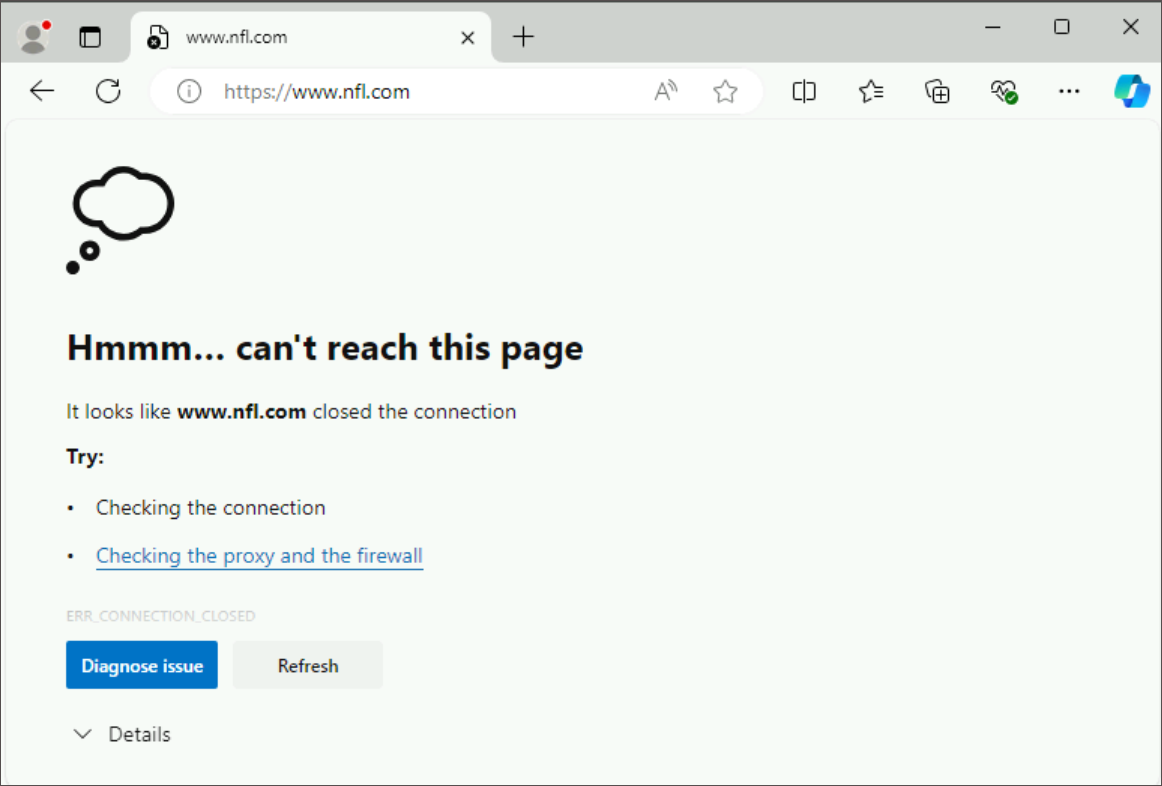 www.nfl.com
https://www.nfl.com
Hmmm... can't reach this page
It looks like www.nfl.com closed the connection
Try:
• Checking the connection
• Checking the proxy and the firewall
ERR_CONNECTION_CLOSED
Diagnose issue Refresh
Details